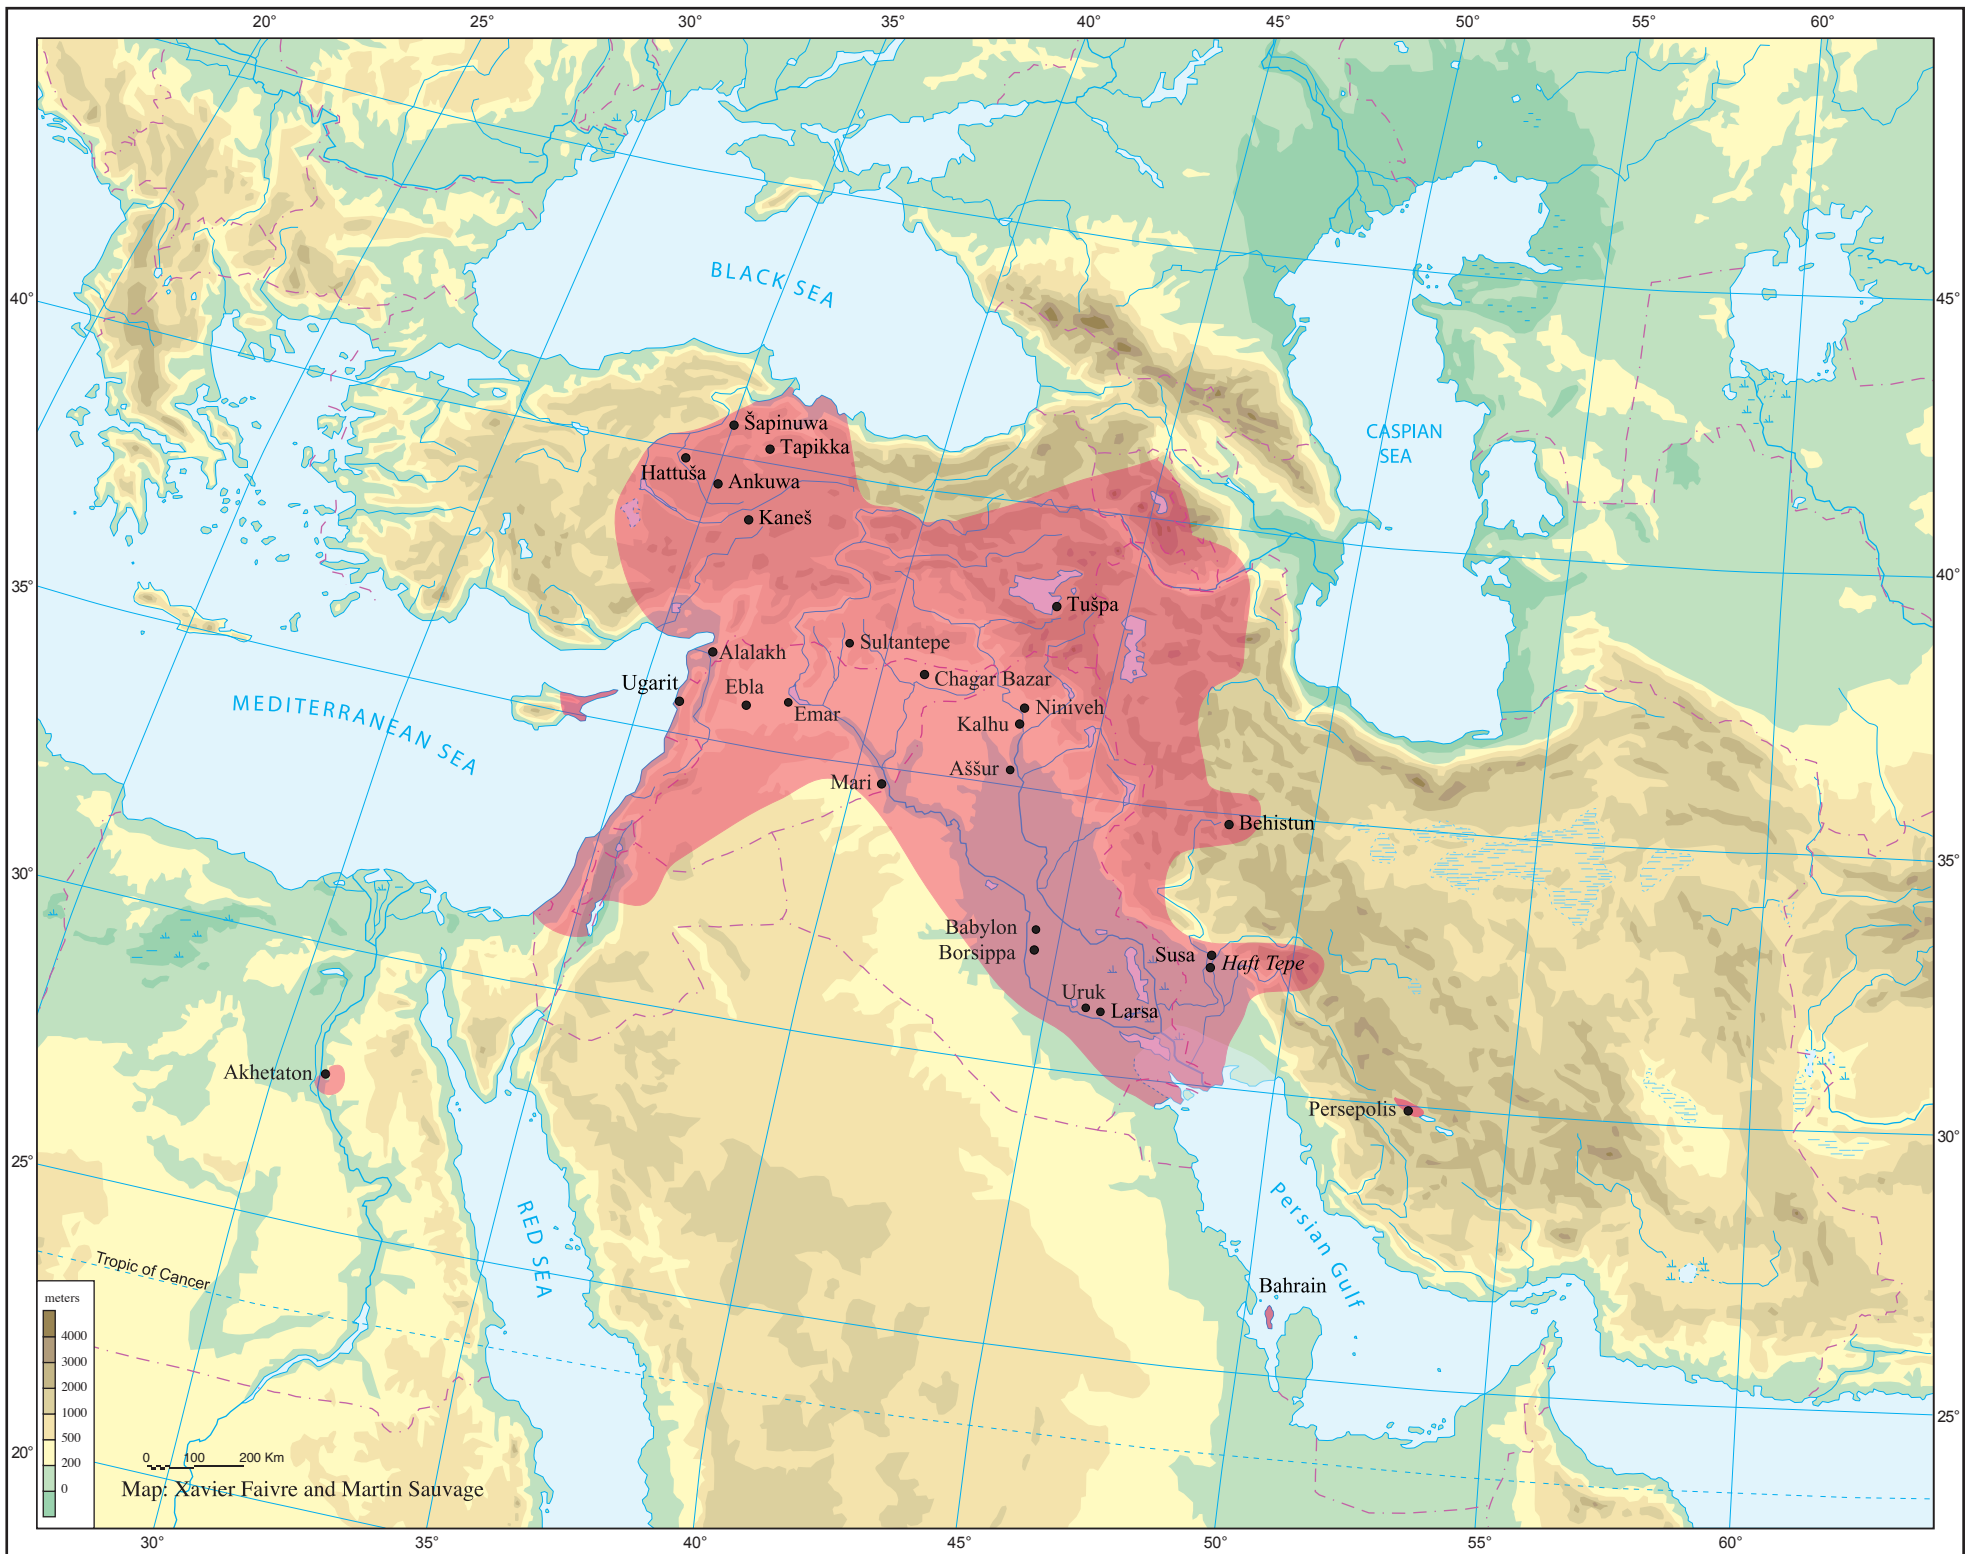 20°
25°
30°
35°
40°
45°
50°
55°
60°
BLACK SEA
40°
45°
CASPIAN
SEA
Šapinuwa
Tapikka
Hattuša
Ankuwa
Kaneš
35°
40°
Tušpa
Sultantepe
Alalakh
Chagar Bazar
Ugarit
Ebla
Emar
Niniveh
Kalhu
MEDITERRANEAN SEA
Aššur
Mari
Behistun
35°
30°
Babylon
Borsippa
Susa
Haft Tepe
Uruk
Larsa
Akhetaton
Persepolis
30°
25°
RED SEA
Persian Gulf
Tropic of Cancer
Bahrain
meters
4000
3000
2000
1000
500
200
0
25°
20°
0 100 200 Km
Map: Xavier Faivre and Martin Sauvage
30°
35°
40°
45°
50°
55°
60°